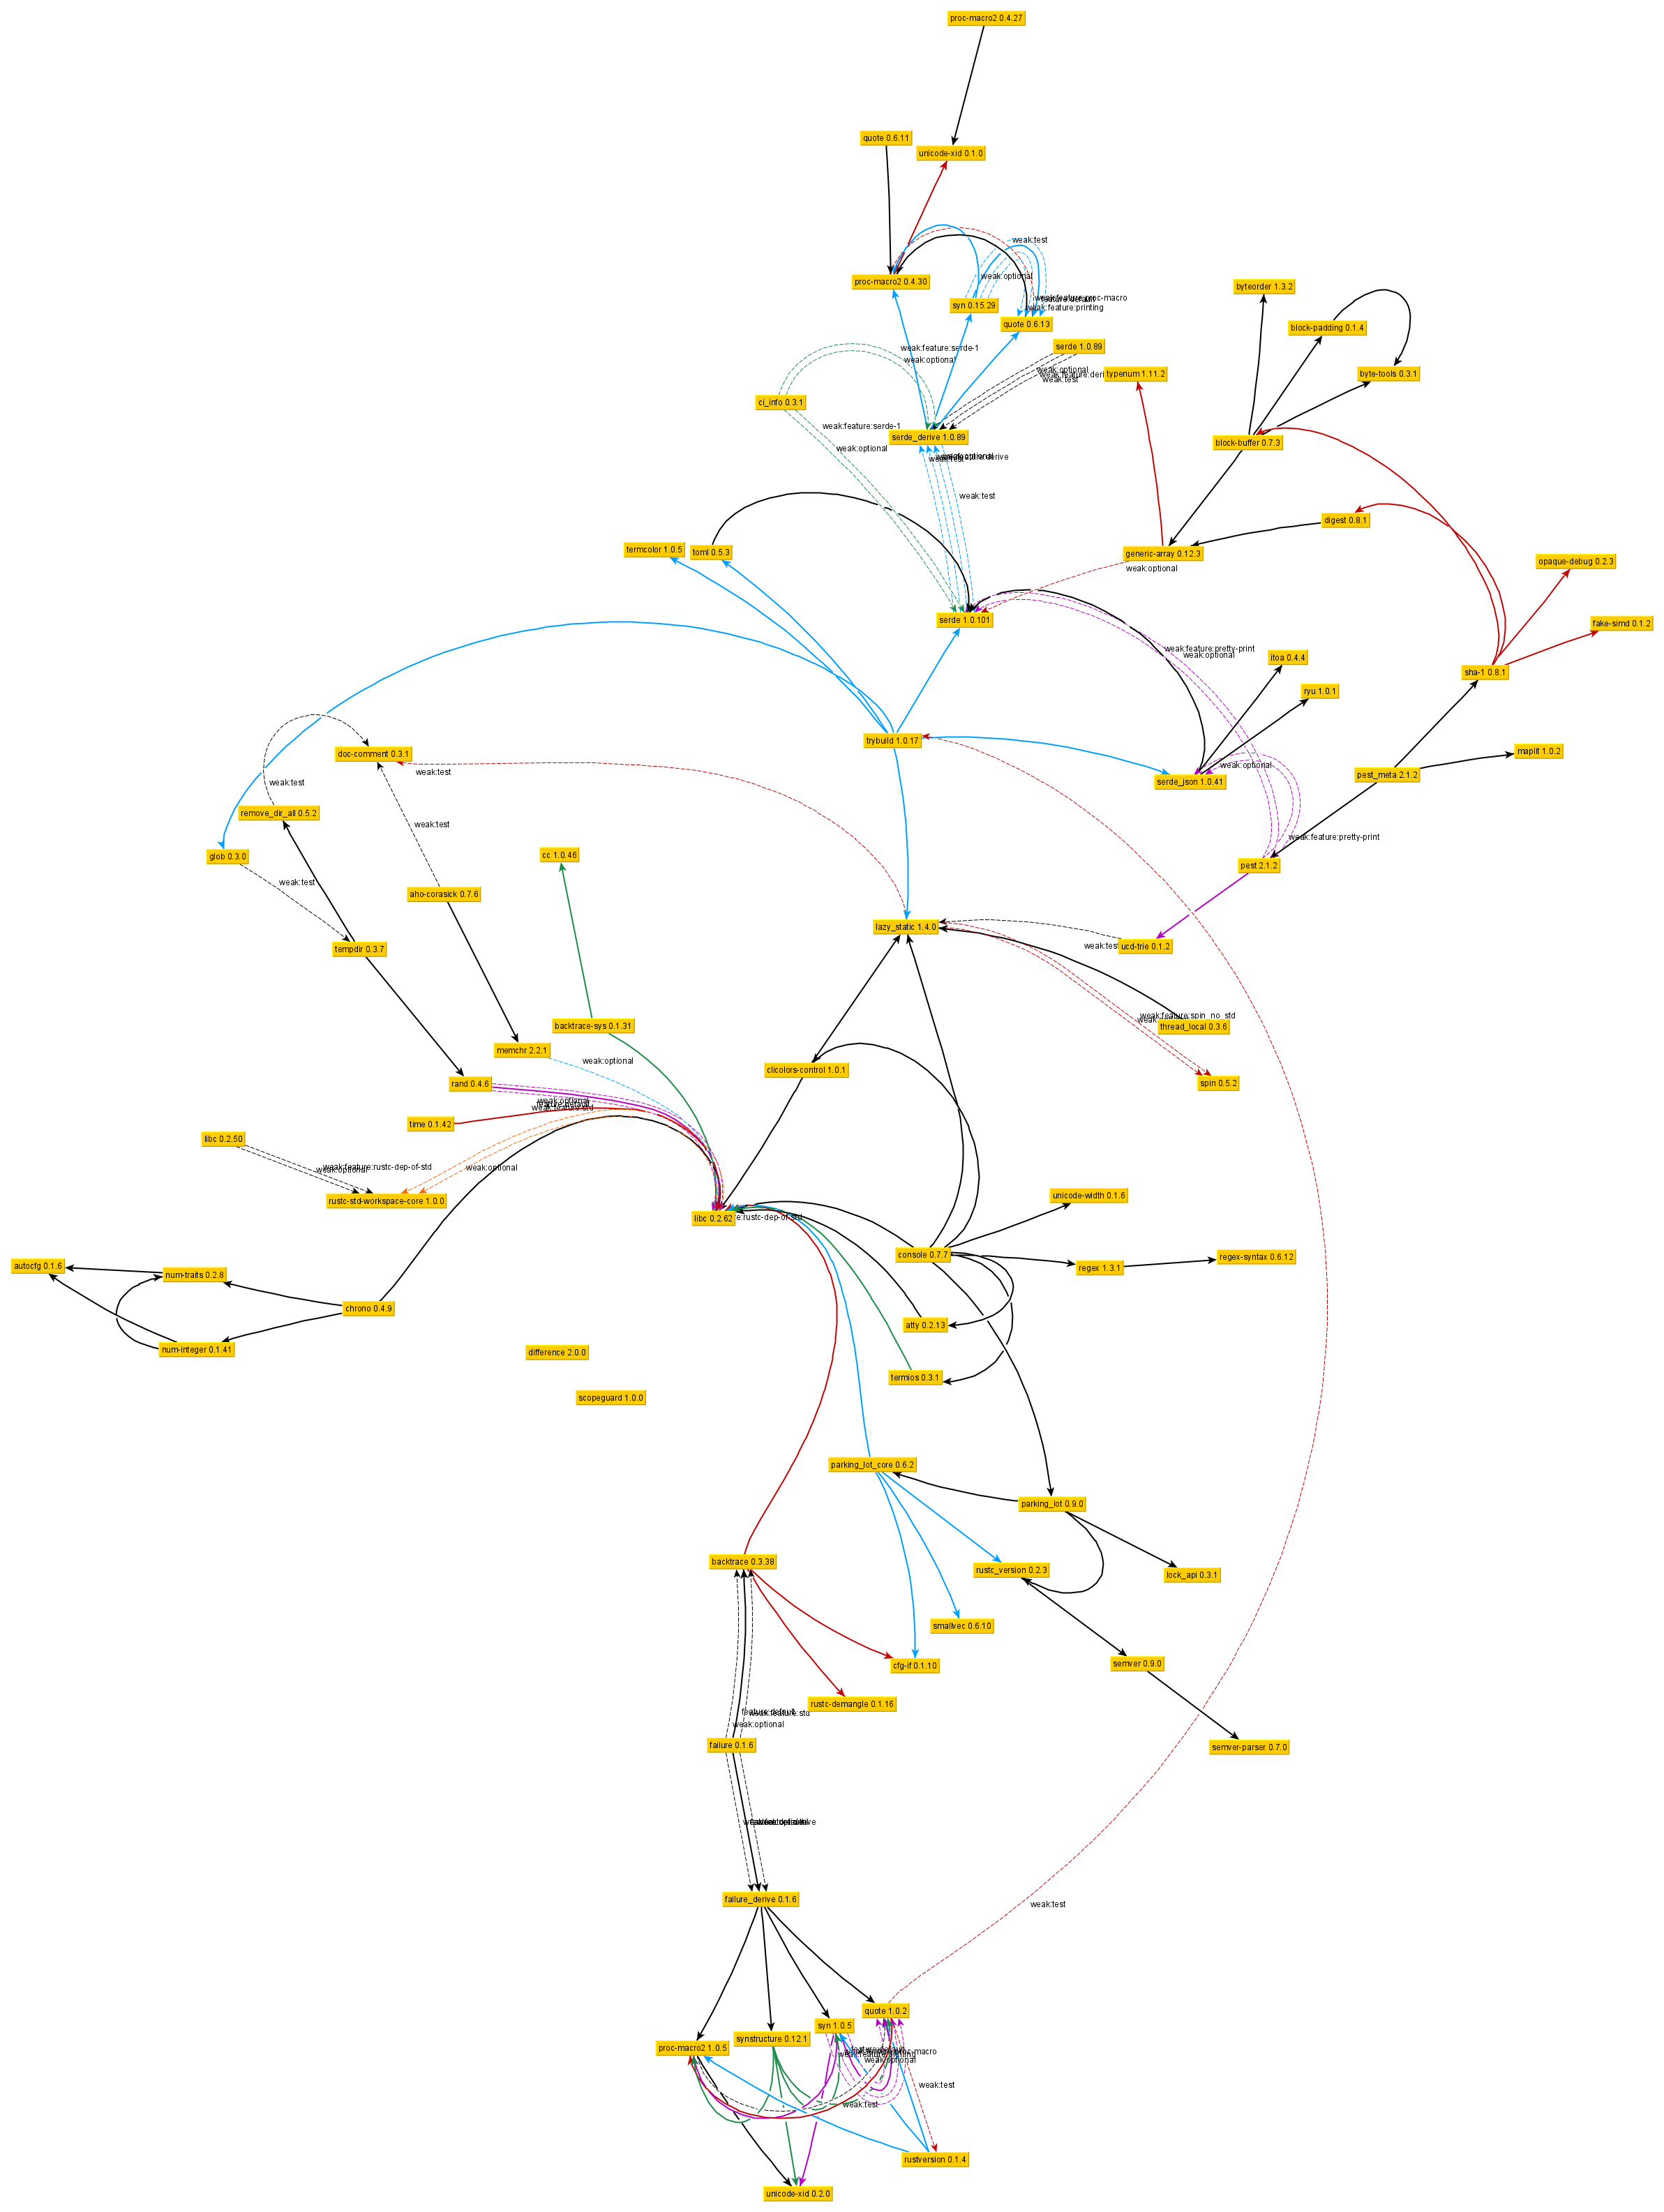 proc-macro2 0.4.27
quote 0.6.11
unicode-xid 0.1.0
weak:test
proc-macro2 0.4.30
weak:optional
byteorder 1.3.2
syn 0.15.29
weak:feature:proc-macro
weak:feature:printing
quote 0.6.13
block-padding 0.1.4
serde 1.0.89
weak:feature:serde-1
weak:optional
weak:optional
weak:test
typenum 1.11.2
byte-tools 0.3.1
ci_info 0.3.1
weak:feature:serde-1
serde_derive 1.0.89
block-buffer 0.7.3
weak:optional
weak:test
digest 0.8.1
termcolor 1.0.5
toml 0.5.3
generic-array 0.12.3
opaque-debug 0.2.3
weak:optional
serde 1.0.101
fake-simd 0.1.2
weak:feature:pretty-print
weak:optional
itoa 0.4.4
sha-1 0.8.1
ryu 1.0.1
trybuild 1.0.17
doc-comment 0.3.1
maplit 1.0.2
weak:optional
weak:test
pest_meta 2.1.2
weak:test
serde_json 1.0.41
remove_dir_all 0.5.2
weak:test
weak:feature:pretty-print
cc 1.0.46
glob 0.3.0
pest 2.1.2
weak:test
aho-corasick 0.7.6
lazy_static 1.4.0
weak:test
ucd-trie 0.1.2
tempdir 0.3.7
weak:feature:spin_no_std
backtrace-sys 0.1.31
thread_local 0.3.6
memchr 2.2.1
weak:optional
clicolors-control 1.0.1
rand 0.4.6
spin 0.5.2
weak:optional
feature:default
weak:feature:std
time 0.1.42
libc 0.2.50
weak:feature:rustc-dep-of-std
weak:optional
weak:optional
rustc-std-workspace-core 1.0.0
unicode-width 0.1.6
libc 0.2.62
e:rustc-dep-of-std
console 0.7.7
regex-syntax 0.6.12
autocfg 0.1.6
regex 1.3.1
num-traits 0.2.8
chrono 0.4.9
atty 0.2.13
num-integer 0.1.41
difference 2.0.0
termios 0.3.1
scopeguard 1.0.0
parking_lot_core 0.6.2
parking_lot 0.9.0
backtrace 0.3.38
rustc_version 0.2.3
lock_api 0.3.1
smallvec 0.6.10
semver 0.9.0
cfg-if 0.1.10
rustc-demangle 0.1.16
feature:default
weak:feature:std
weak:optional
failure 0.1.6
semver-parser 0.7.0
failure_derive 0.1.6
weak:test
quote 1.0.2
syn 1.0.5
synstructure 0.12.1
proc-macro2 1.0.5
weak:optional
weak:test
weak:test
rustversion 0.1.4
unicode-xid 0.2.0